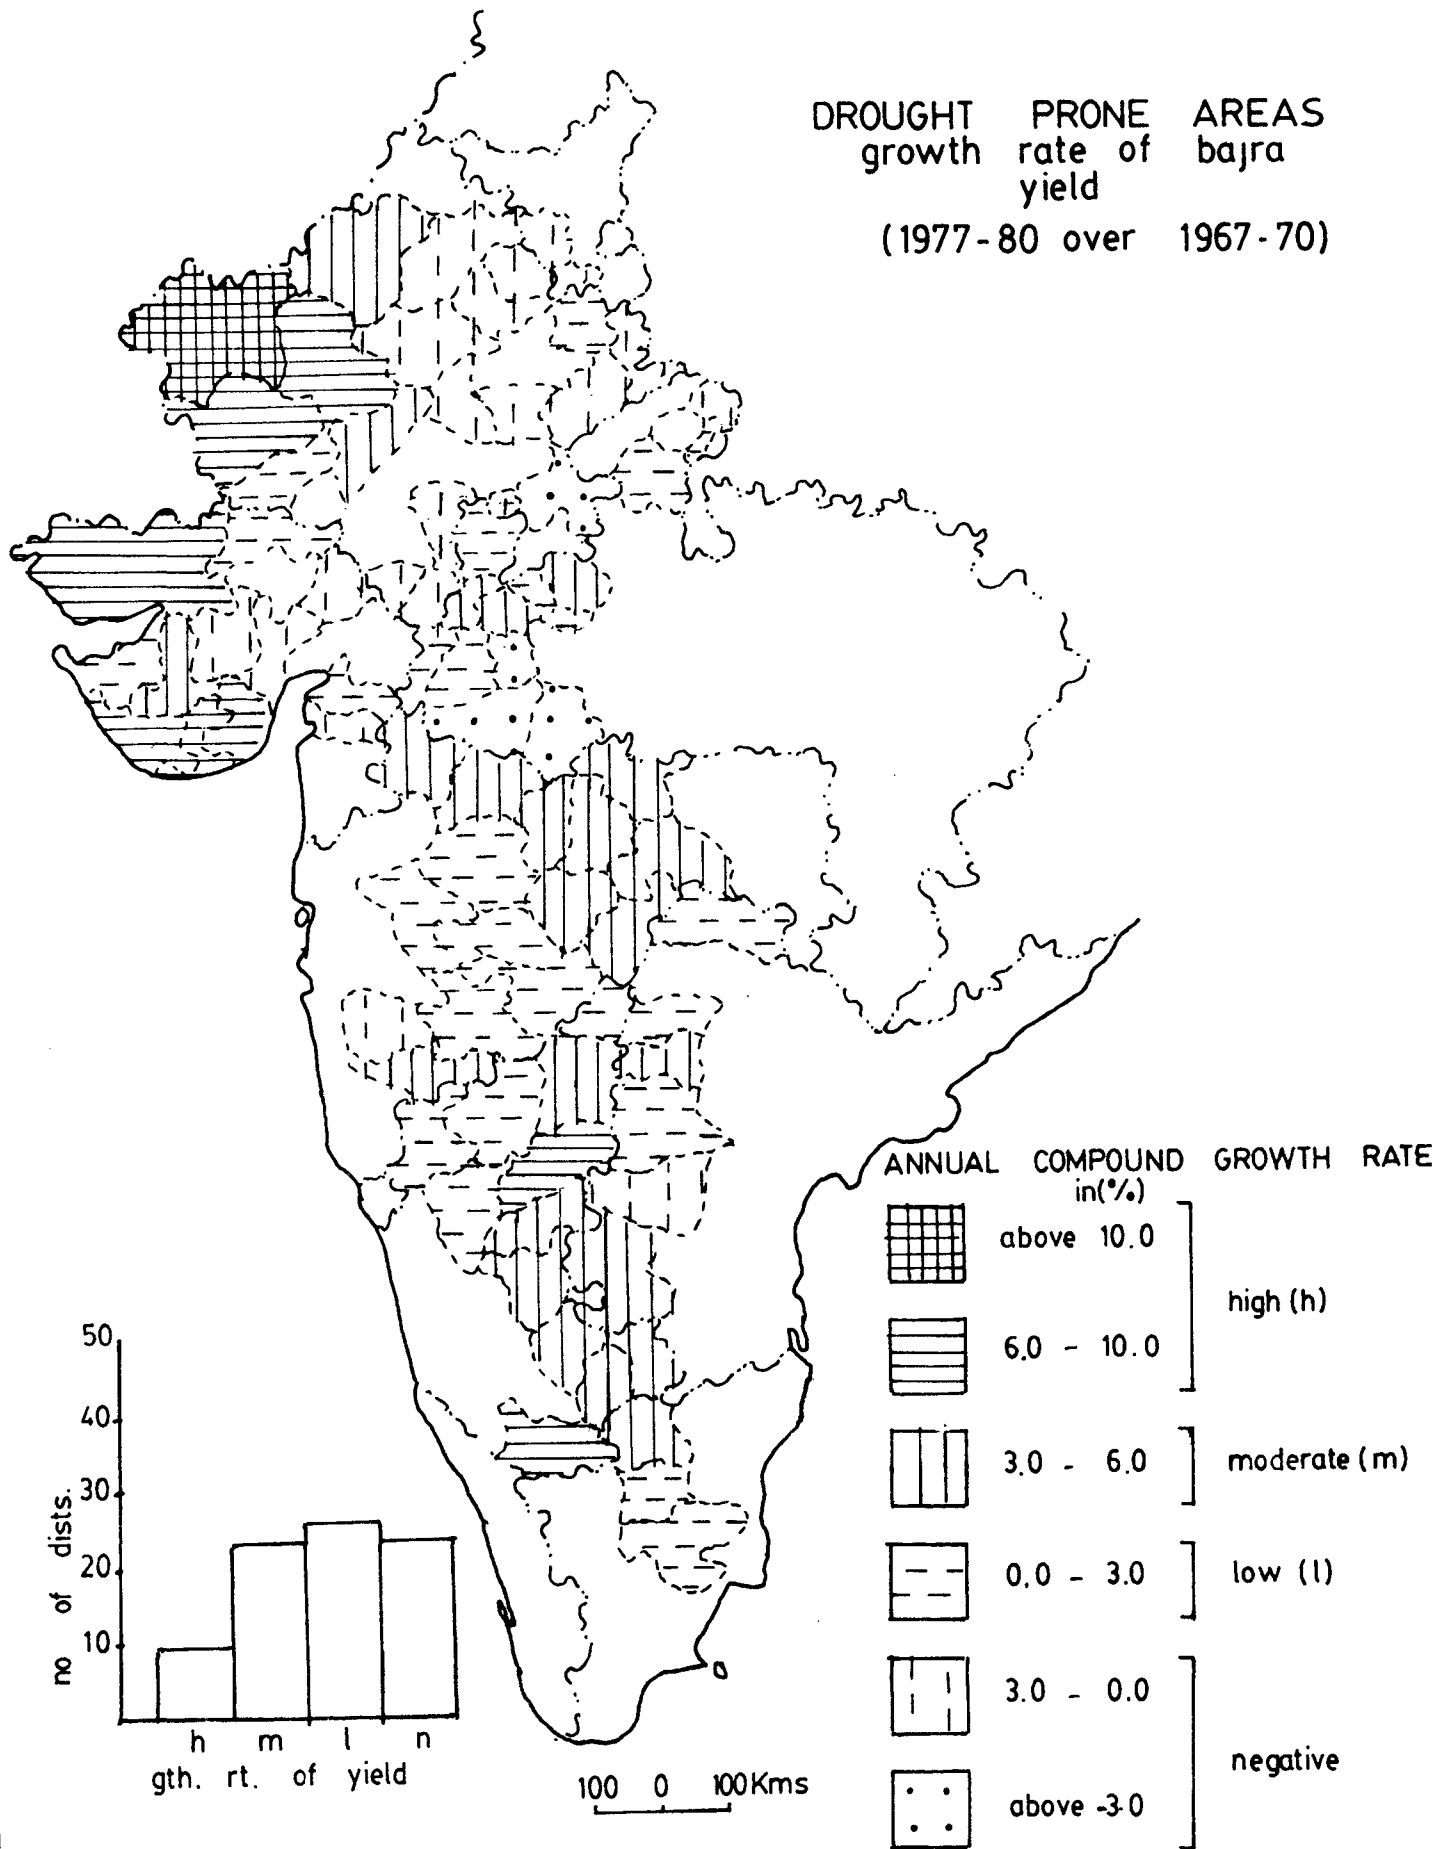 DROUGHT PRONE AREAS
growth rate of bajra
yield
(1977-80 over 1967-70)
ANNUAL COMPOUND GROWTH RATE
in(%)
above 10.0
high (h)
6.0 - 10.0
3.0 - 6.0
moderate (m)
0.0 - 3.0
low (l)
3.0 - 0.0
negative
above -3.0
50
40
30
20
10
no of dists.
h m l n
gth. rt. of yield
100 0 100 Kms